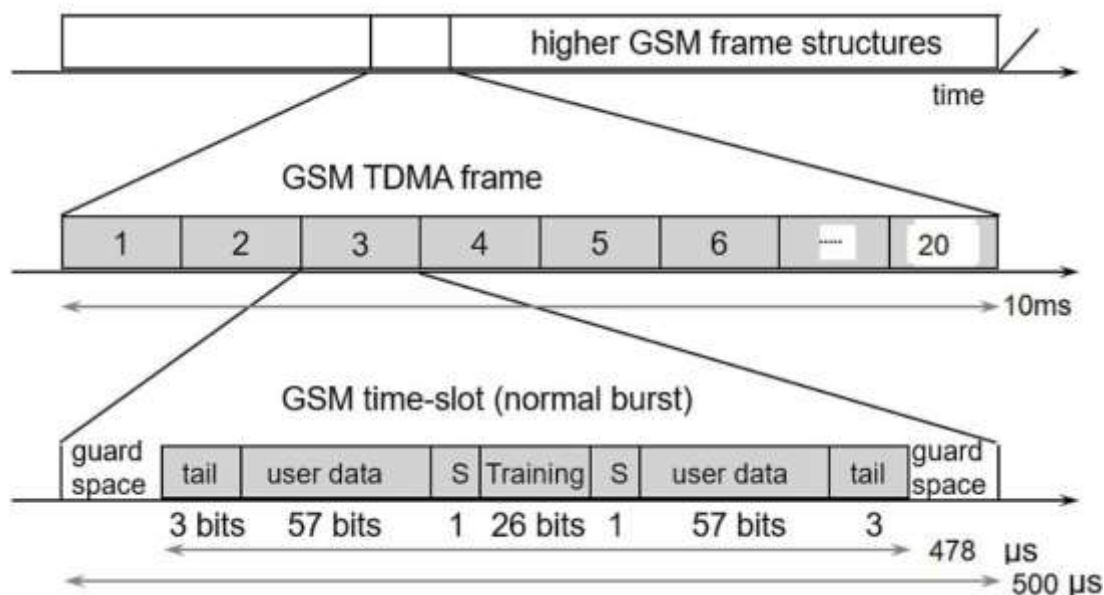 higher GSM frame structures
time
GSM TDMA frame
1 2 3 4 5 6 ..... 20
10ms
GSM time-slot (normal burst)
guard space
tail user data S Training S user data tail
guard space
3 bits 57 bits 1 26 bits 1 57 bits 3
478 µs
500 µs